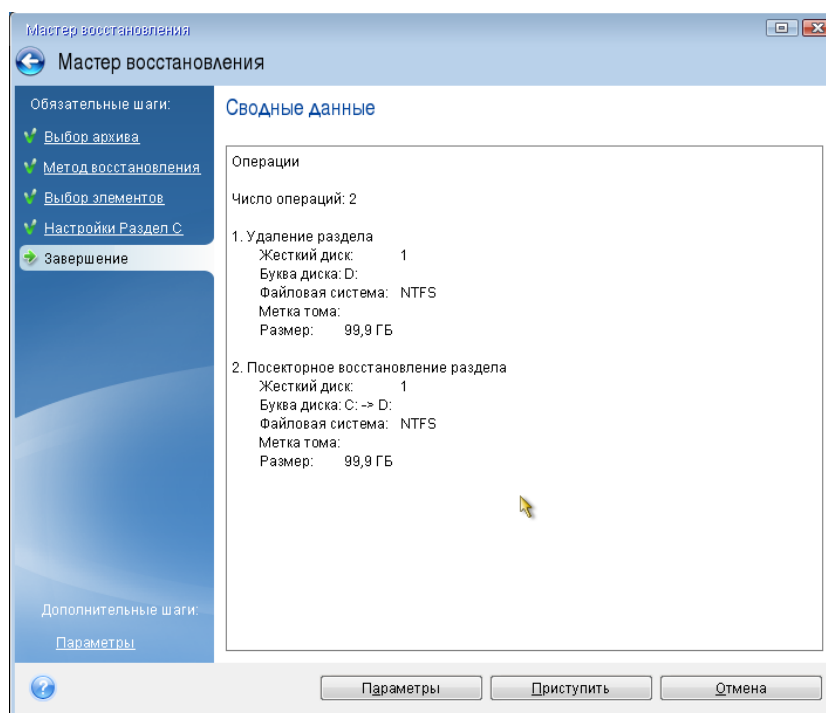 Мастер восстановления
Мастер восстановления
Обязательные шаги:
Выбор архива
Метод восстановления
Выбор элементов
Настройки Раздел C
Завершение
Дополнительные шаги:
Параметры
Сводные данные
Операции
Число операций: 2
1. Удаление раздела
Жесткий диск: 1
Буква диска: D:
Файловая система: NTFS
Метка тома:
Размер: 99,9 ГБ
2. Посекторное восстановление раздела
Жесткий диск: 1
Буква диска: C: -> D:
Файловая система: NTFS
Метка тома:
Размер: 99,9 ГБ
?
Параметры
Приступить
Отмена